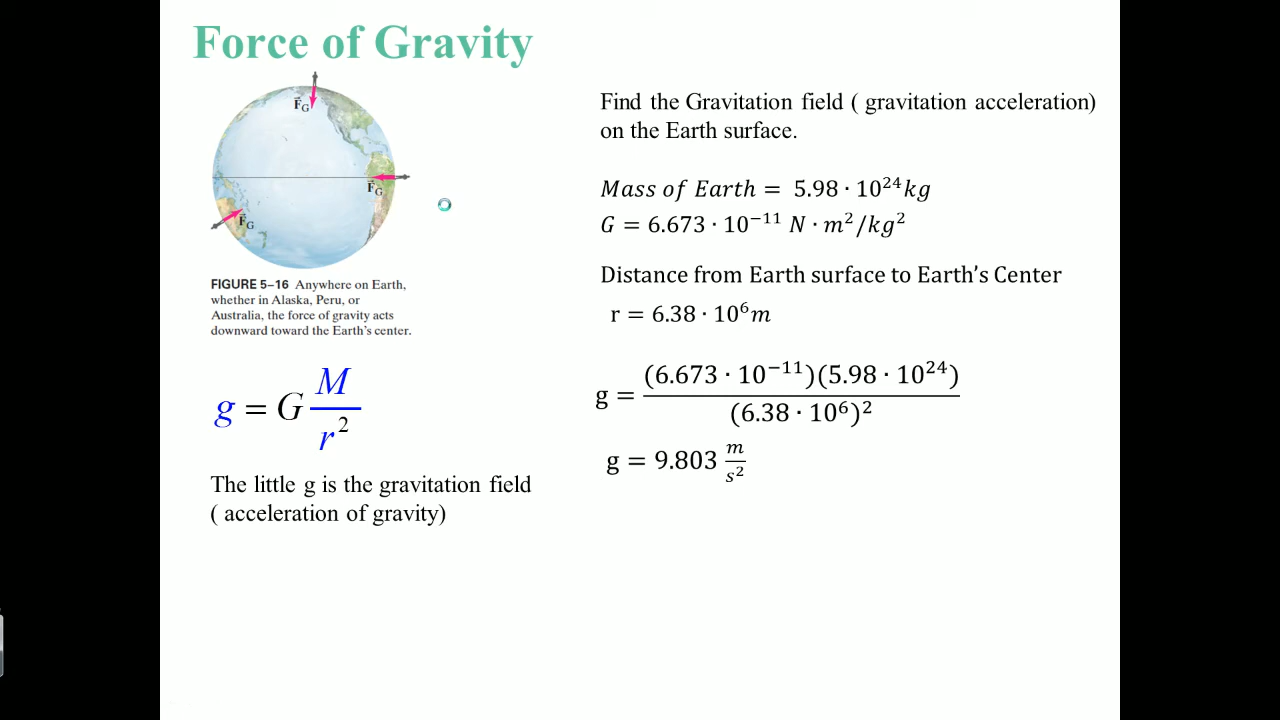 Force of Gravity
F⃗G
F⃗G
F⃗G
FIGURE 5–16 Anywhere on Earth,
whether in Alaska, Peru, or
Australia, the force of gravity acts
downward toward the Earth's center.
g = G M/r²
The little g is the gravitation field
( acceleration of gravity)
Find the Gravitation field ( gravitation acceleration)
on the Earth surface.
Mass of Earth = 5.98 · 10²⁴kg
G = 6.673 · 10⁻¹¹ N · m²/kg²
Distance from Earth surface to Earth's Center
r = 6.38 · 10⁶m
g = (6.673 · 10⁻¹¹)(5.98 · 10²⁴)/(6.38 · 10⁶)²
g = 9.803 m/s²